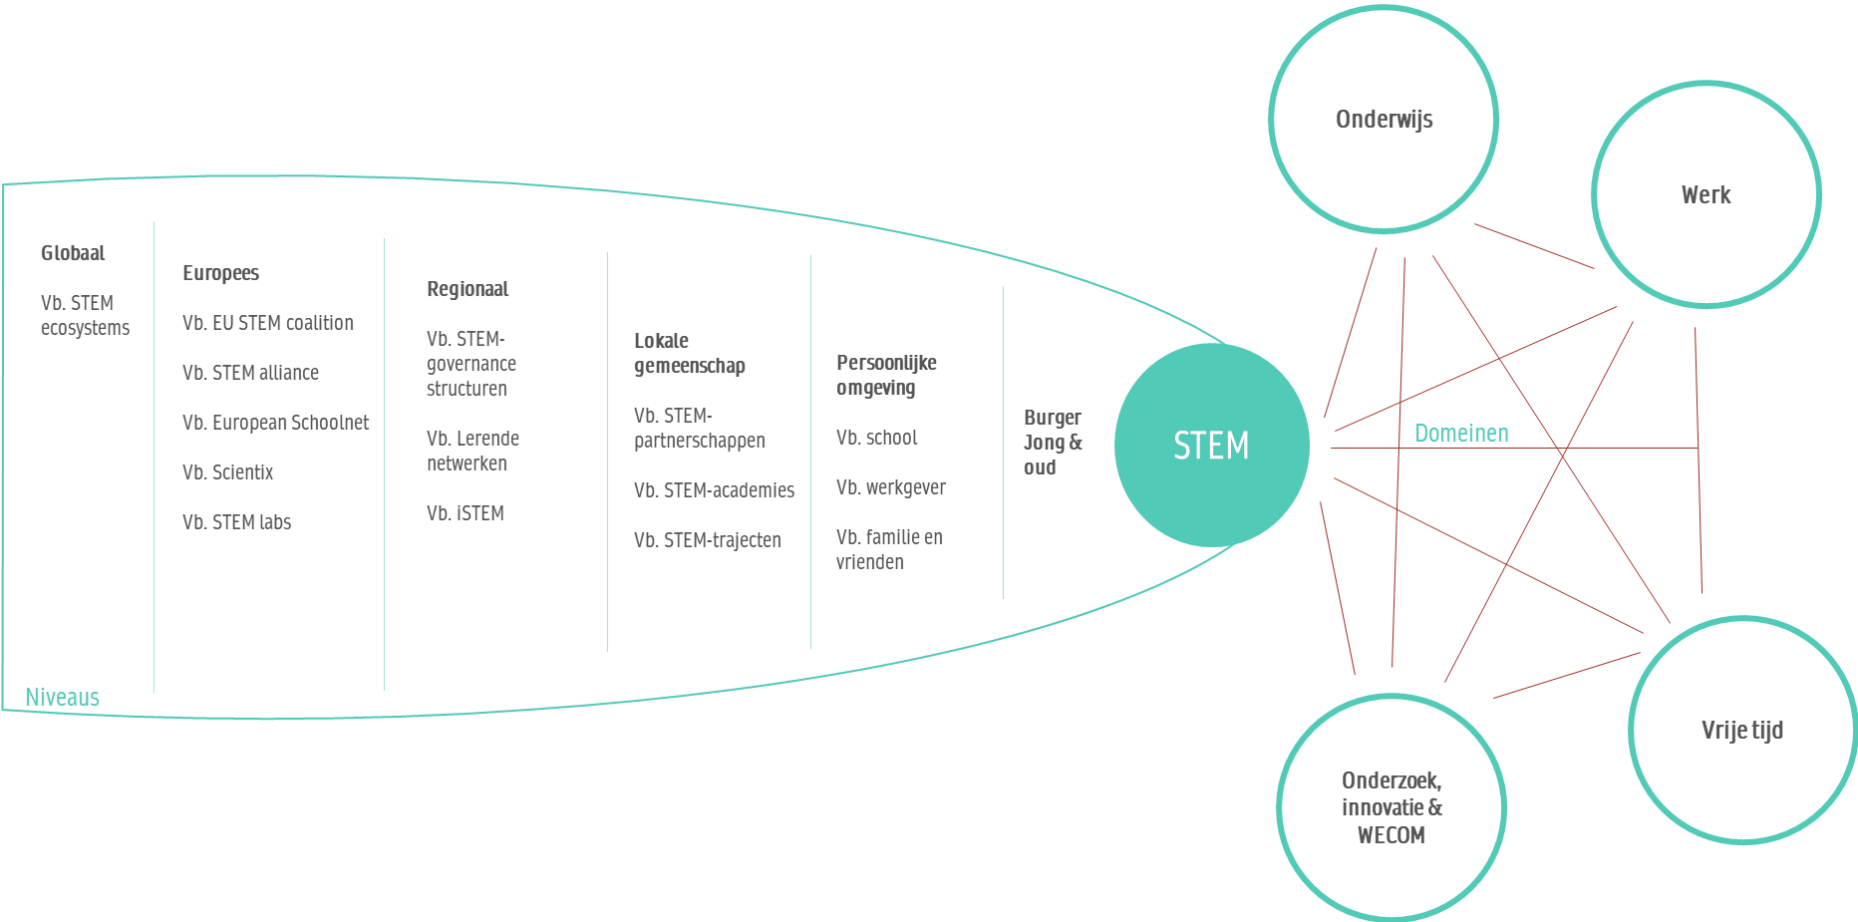 Globaal
Vb. STEM
ecosystems
Europees
Vb. EU STEM coalition
Vb. STEM alliance
Vb. European Schoolnet
Vb. Scientix
Vb. STEM labs
Regionaal
Vb. STEM-
governance
structuren
Vb. Lerende
netwerken
Vb. iSTEM
Lokale
gemeenschap
Vb. STEM-
partnerschappen
Vb. STEM-academies
Vb. STEM-trajecten
Persoonlijke
omgeving
Vb. school
Vb. werkgever
Vb. familie en
vrienden
Burger
Jong &
oud
Niveaus
STEM
Domeinen
Onderwijs
Werk
Vrije tijd
Onderzoek,
innovatie &
WECOM